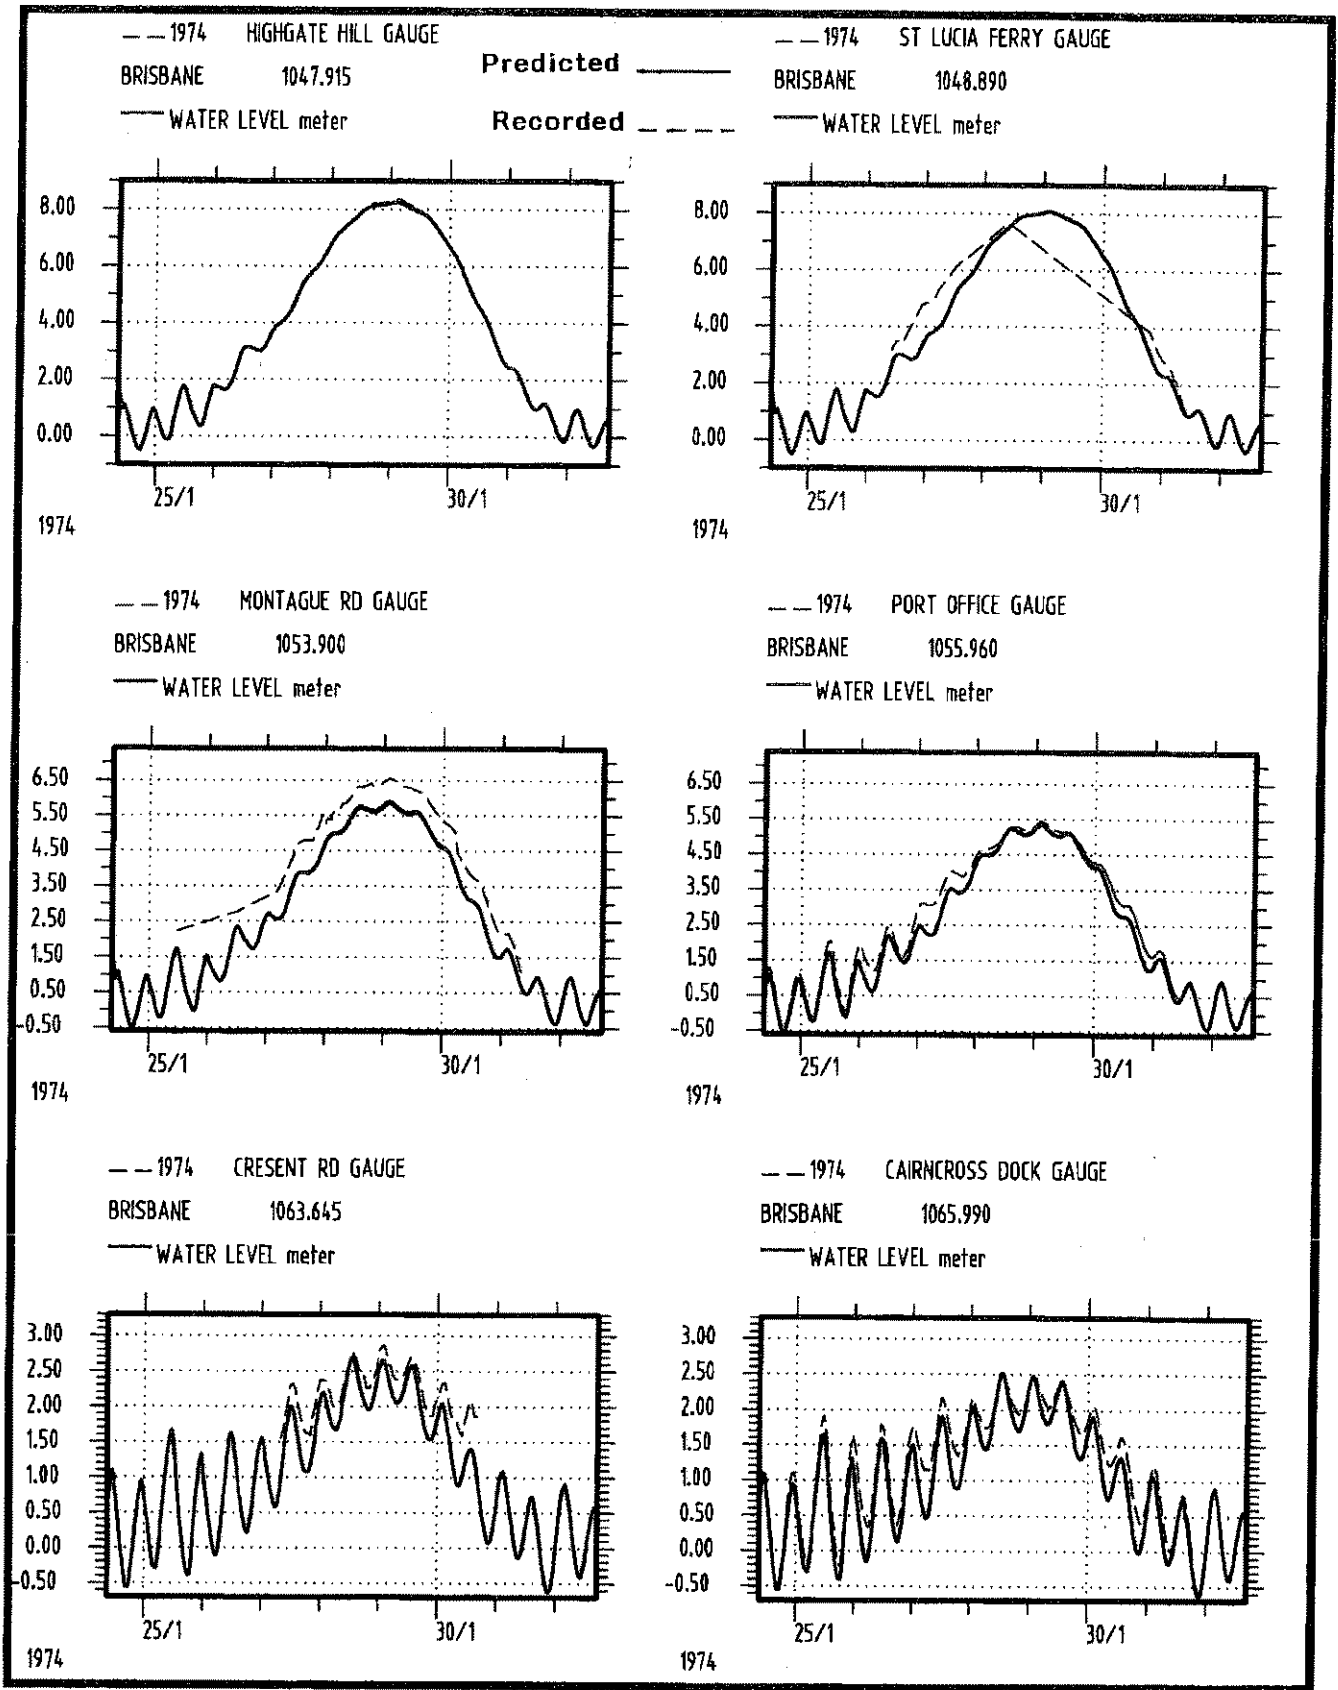 — — 1974 HIGHGATE HILL GAUGE
BRISBANE 1047.915
— WATER LEVEL meter
Predicted
Recorded
— — 1974 ST LUCIA FERRY GAUGE
BRISBANE 1048.890
— WATER LEVEL meter
8.00
6.00
4.00
2.00
0.00
25/1 30/1
1974
8.00
6.00
4.00
2.00
0.00
25/1 30/1
1974
— — 1974 MONTAGUE RD GAUGE
BRISBANE 1053.900
— WATER LEVEL meter
6.50
5.50
4.50
3.50
2.50
1.50
0.50
-0.50
25/1 30/1
1974
— — 1974 PORT OFFICE GAUGE
BRISBANE 1055.960
— WATER LEVEL meter
6.50
5.50
4.50
3.50
2.50
1.50
0.50
-0.50
25/1 30/1
1974
— — 1974 CRESENT RD GAUGE
BRISBANE 1063.645
— WATER LEVEL meter
3.00
2.50
2.00
1.50
1.00
0.50
0.00
-0.50
25/1 30/1
1974
— — 1974 CAIRNCROSS DOCK GAUGE
BRISBANE 1065.990
— WATER LEVEL meter
3.00
2.50
2.00
1.50
1.00
0.50
0.00
-0.50
25/1 30/1
1974